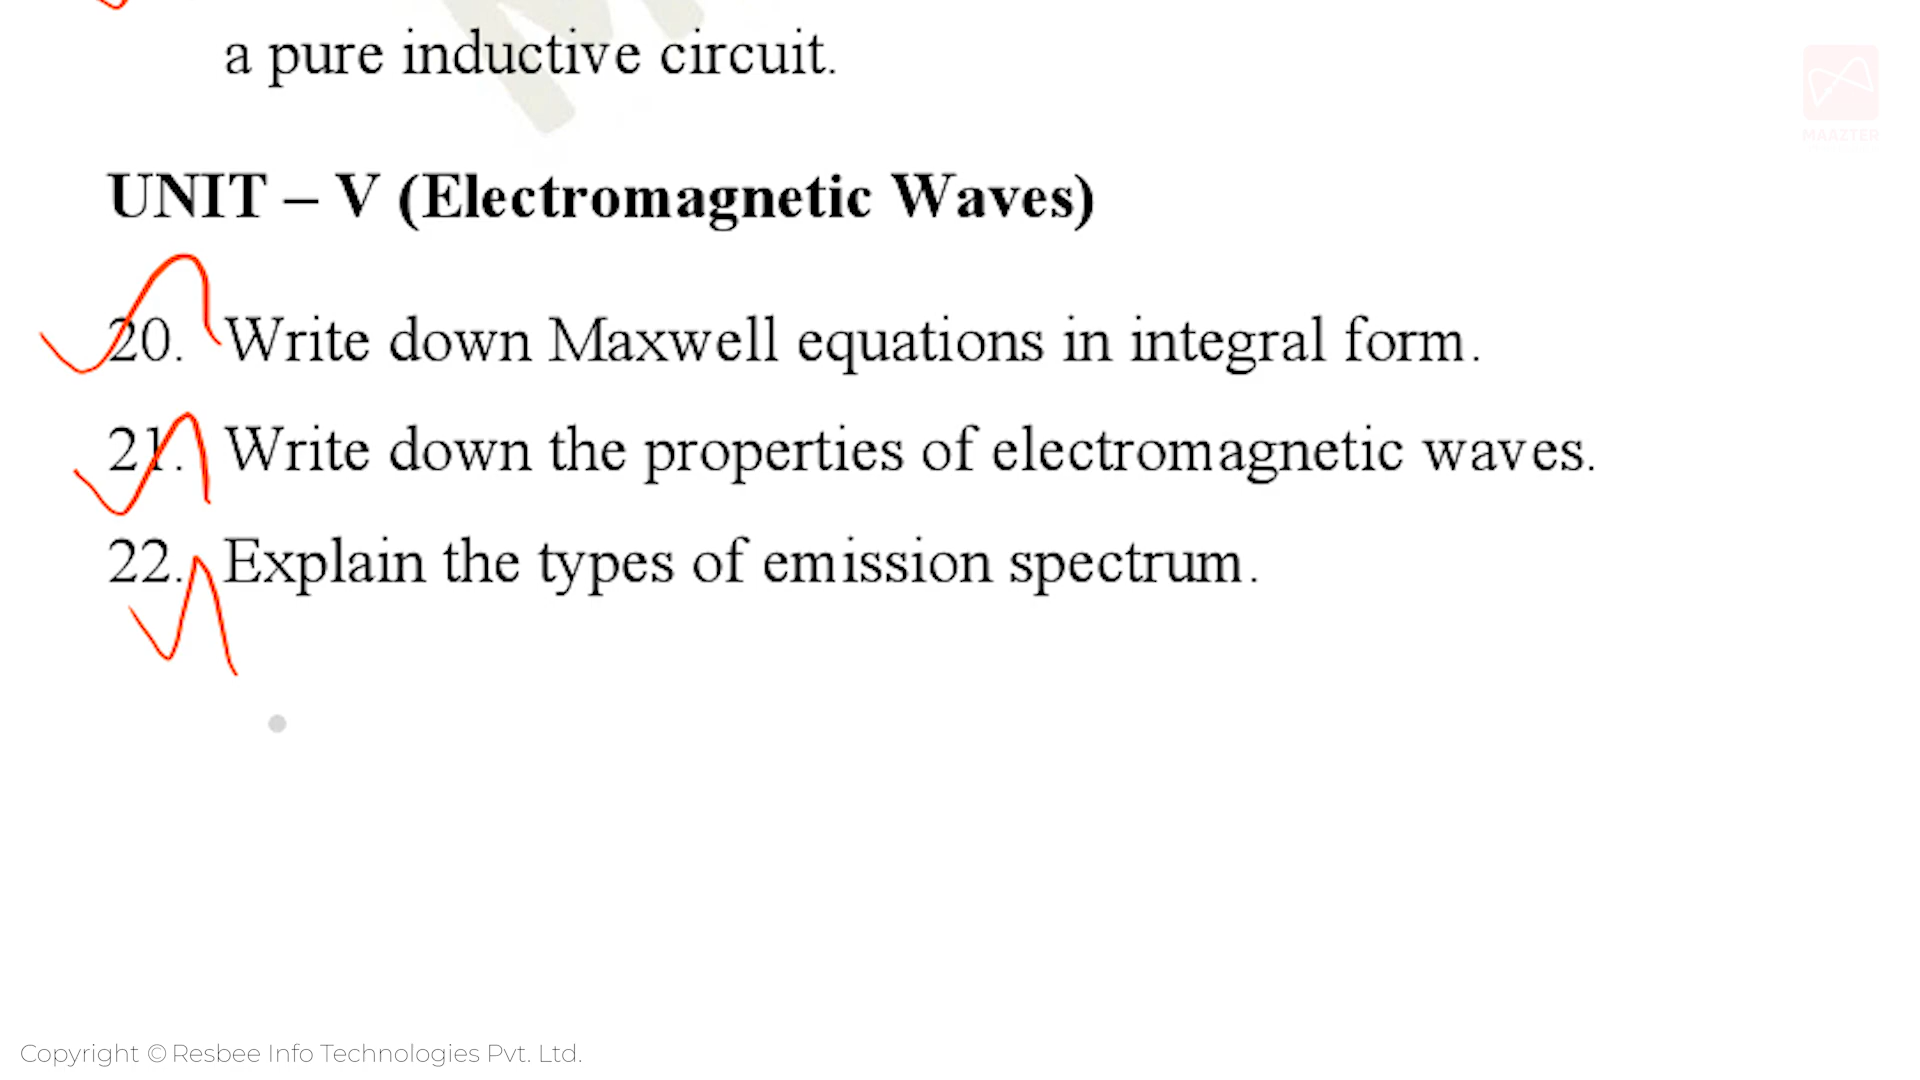 a pure inductive circuit.
MAAZTER
UNIT – V (Electromagnetic Waves)
20. Write down Maxwell equations in integral form.
21. Write down the properties of electromagnetic waves.
22. Explain the types of emission spectrum.
Copyright © Resbee Info Technologies Pvt. Ltd.